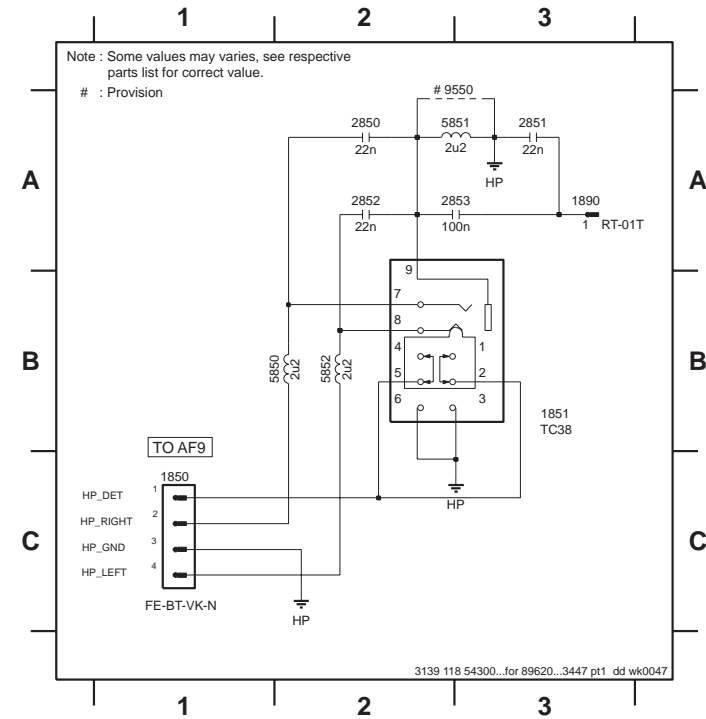 1 2 3
Note : Some values may varies, see respective
parts list for correct value.
# : Provision
# 9550
2850 5851 2851
22n 2u2 22n
A A
HP
2852 2853 1890
22n 100n 1 RT-01T
9
7
8
4 1
B B
5850 2u2 5852 2u2
5 2
6 3
1851
TC38
TO AF9
1850
HP_DET 1
HP
HP_RIGHT 2
C C
HP_GND 3
HP_LEFT 4
FE-BT-VK-N
HP
3139 118 54300...for 89620...3447 pt1 dd wk0047
1 2 3